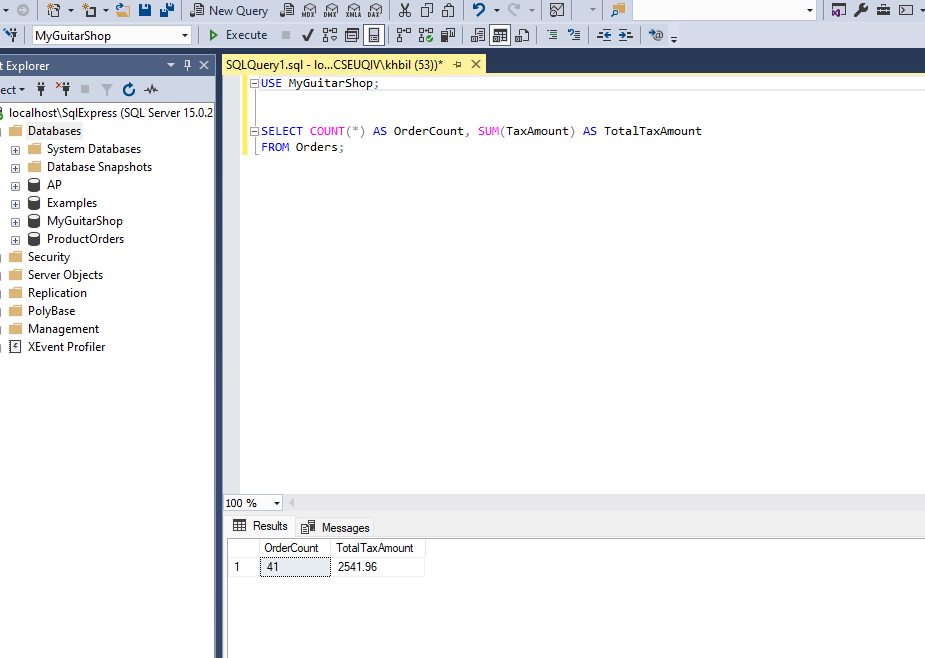 New Query MDX DMX XMLA DAX
MyGuitarShop Execute
t Explorer
ect
localhost\SqlExpress (SQL Server 15.0.2
Databases
System Databases
Database Snapshots
AP
Examples
MyGuitarShop
ProductOrders
Security
Server Objects
Replication
PolyBase
Management
XEvent Profiler
SQLQuery1.sql - lo...CSEUQIV\khbil (53))*
USE MyGuitarShop;
SELECT COUNT(*) AS OrderCount, SUM(TaxAmount) AS TotalTaxAmount
FROM Orders;
100 %
Results Messages
OrderCount TotalTaxAmount
1 41 2541.96